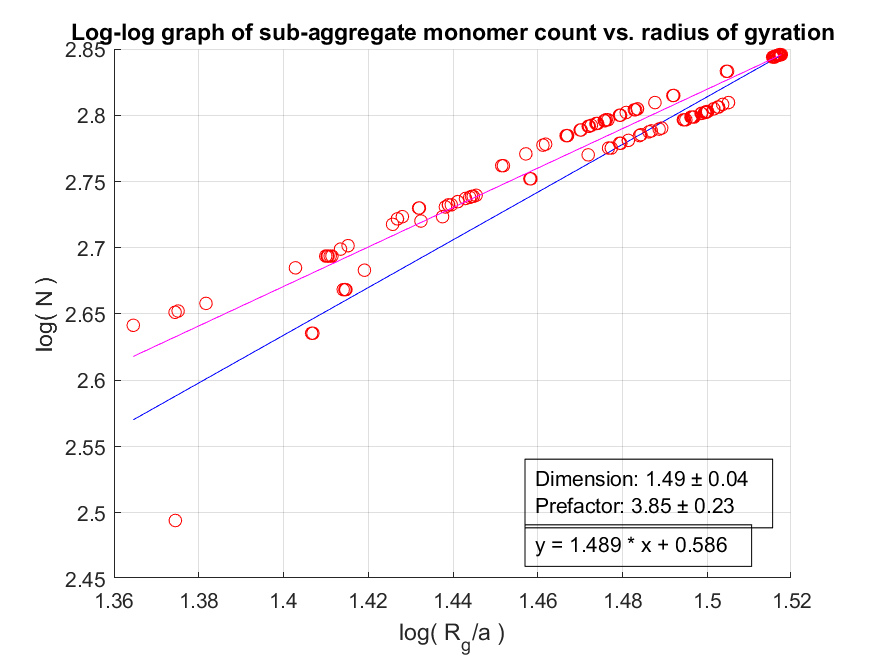 Log-log graph of sub-aggregate monomer count vs. radius of gyration
2.85
2.8
2.75
2.7
2.65
2.6
2.55
2.5
2.45
log( N )
Dimension: 1.49 ± 0.04
Prefactor: 3.85 ± 0.23
y = 1.489 * x + 0.586
1.36 1.38 1.4 1.42 1.44 1.46 1.48 1.5 1.52
log( R_g/a )